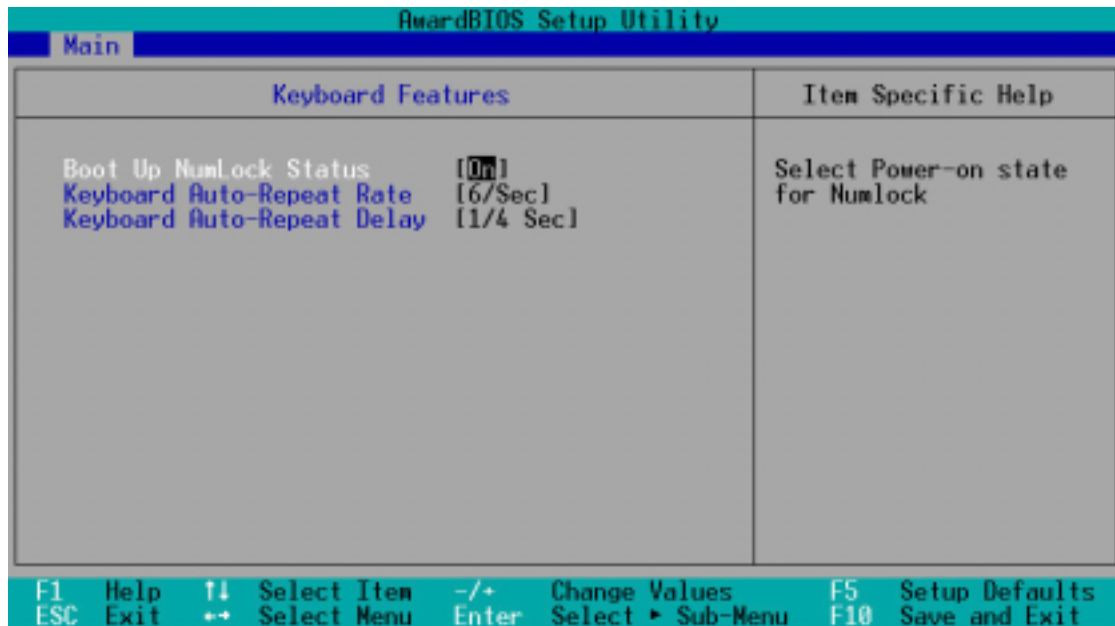 AwardBIOS Setup Utility
Main
Keyboard Features
Item Specific Help
Boot Up NumLock Status [On]
Keyboard Auto-Repeat Rate [6/Sec]
Keyboard Auto-Repeat Delay [1/4 Sec]
Select Power-on state
for Numlock
F1 Help ↑↓ Select Item -/+ Change Values F5 Setup Defaults
ESC Exit ←→ Select Menu Enter Select ► Sub-Menu F10 Save and Exit